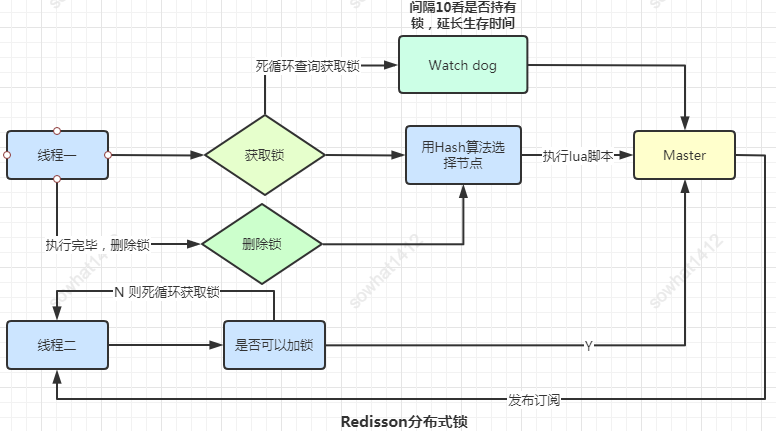 间隔10看是否持有
锁，延长生存时间
死循环查询获取锁
Watch dog
线程一
获取锁
用Hash算法选
择节点
执行lua脚本
Master
执行完毕，删除锁
删除锁
N 则死循环获取锁
线程二
是否可以加锁
Y
发布订阅
Redisson分布式锁
sowhat1412
sowhat1412
sowhat1412